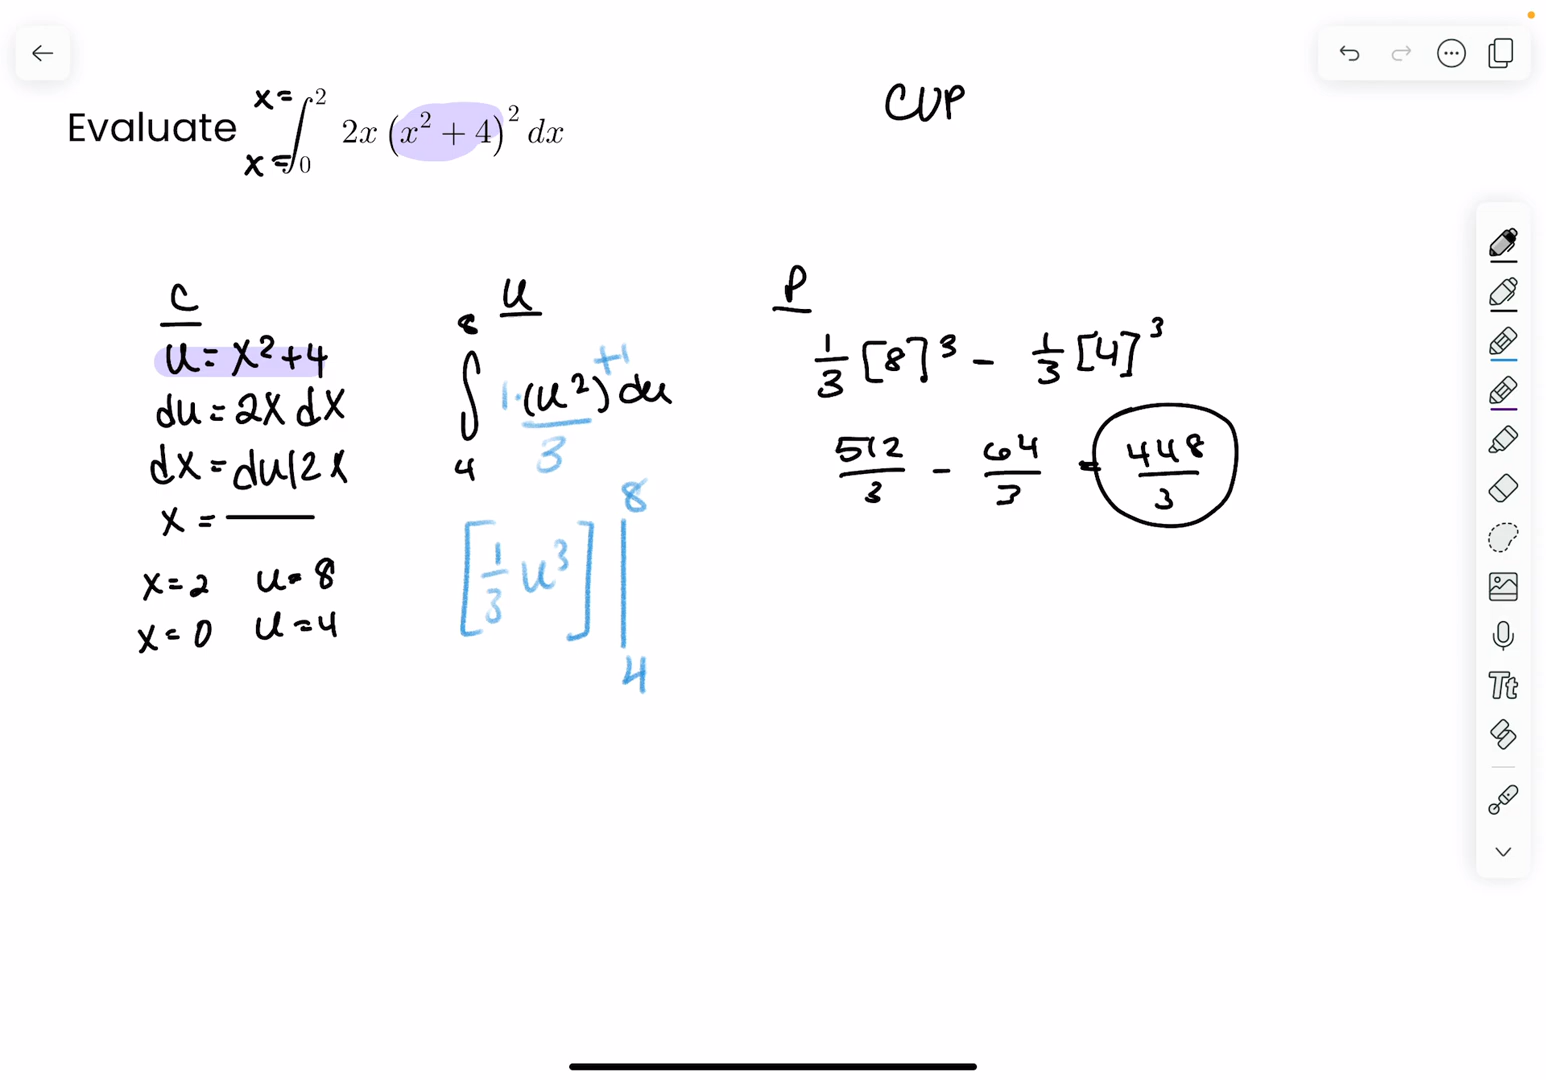 CUP
Evaluate x= ∫ 2 x= 0 2x (x² + 4)² dx
C
u = x² + 4
du = 2x dx
dx = du/2x
x = ___
x = 2 u = 8
x = 0 u = 4
U
8
∫ 1·(u²)⁺¹ du
3
4
[1/3 u³] | 8
4
P
1/3 [8]³ - 1/3 [4]³
512/3 - 64/3 = 448/3
Tt